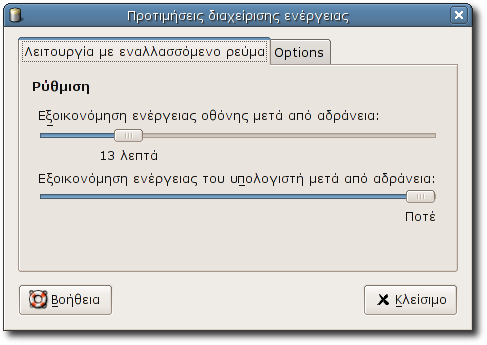 Προτιμήσεις διαχείρισης ενέργειας
Λειτουργία με εναλλασσόμενο ρεύμα Options
Ρύθμιση
Εξοικονόμηση ενέργειας οθόνης μετά από αδράνεια:
13 λεπτά
Εξοικονόμηση ενέργειας του υπολογιστή μετά από αδράνεια:
Ποτέ
Βοήθεια Κλείσιμο